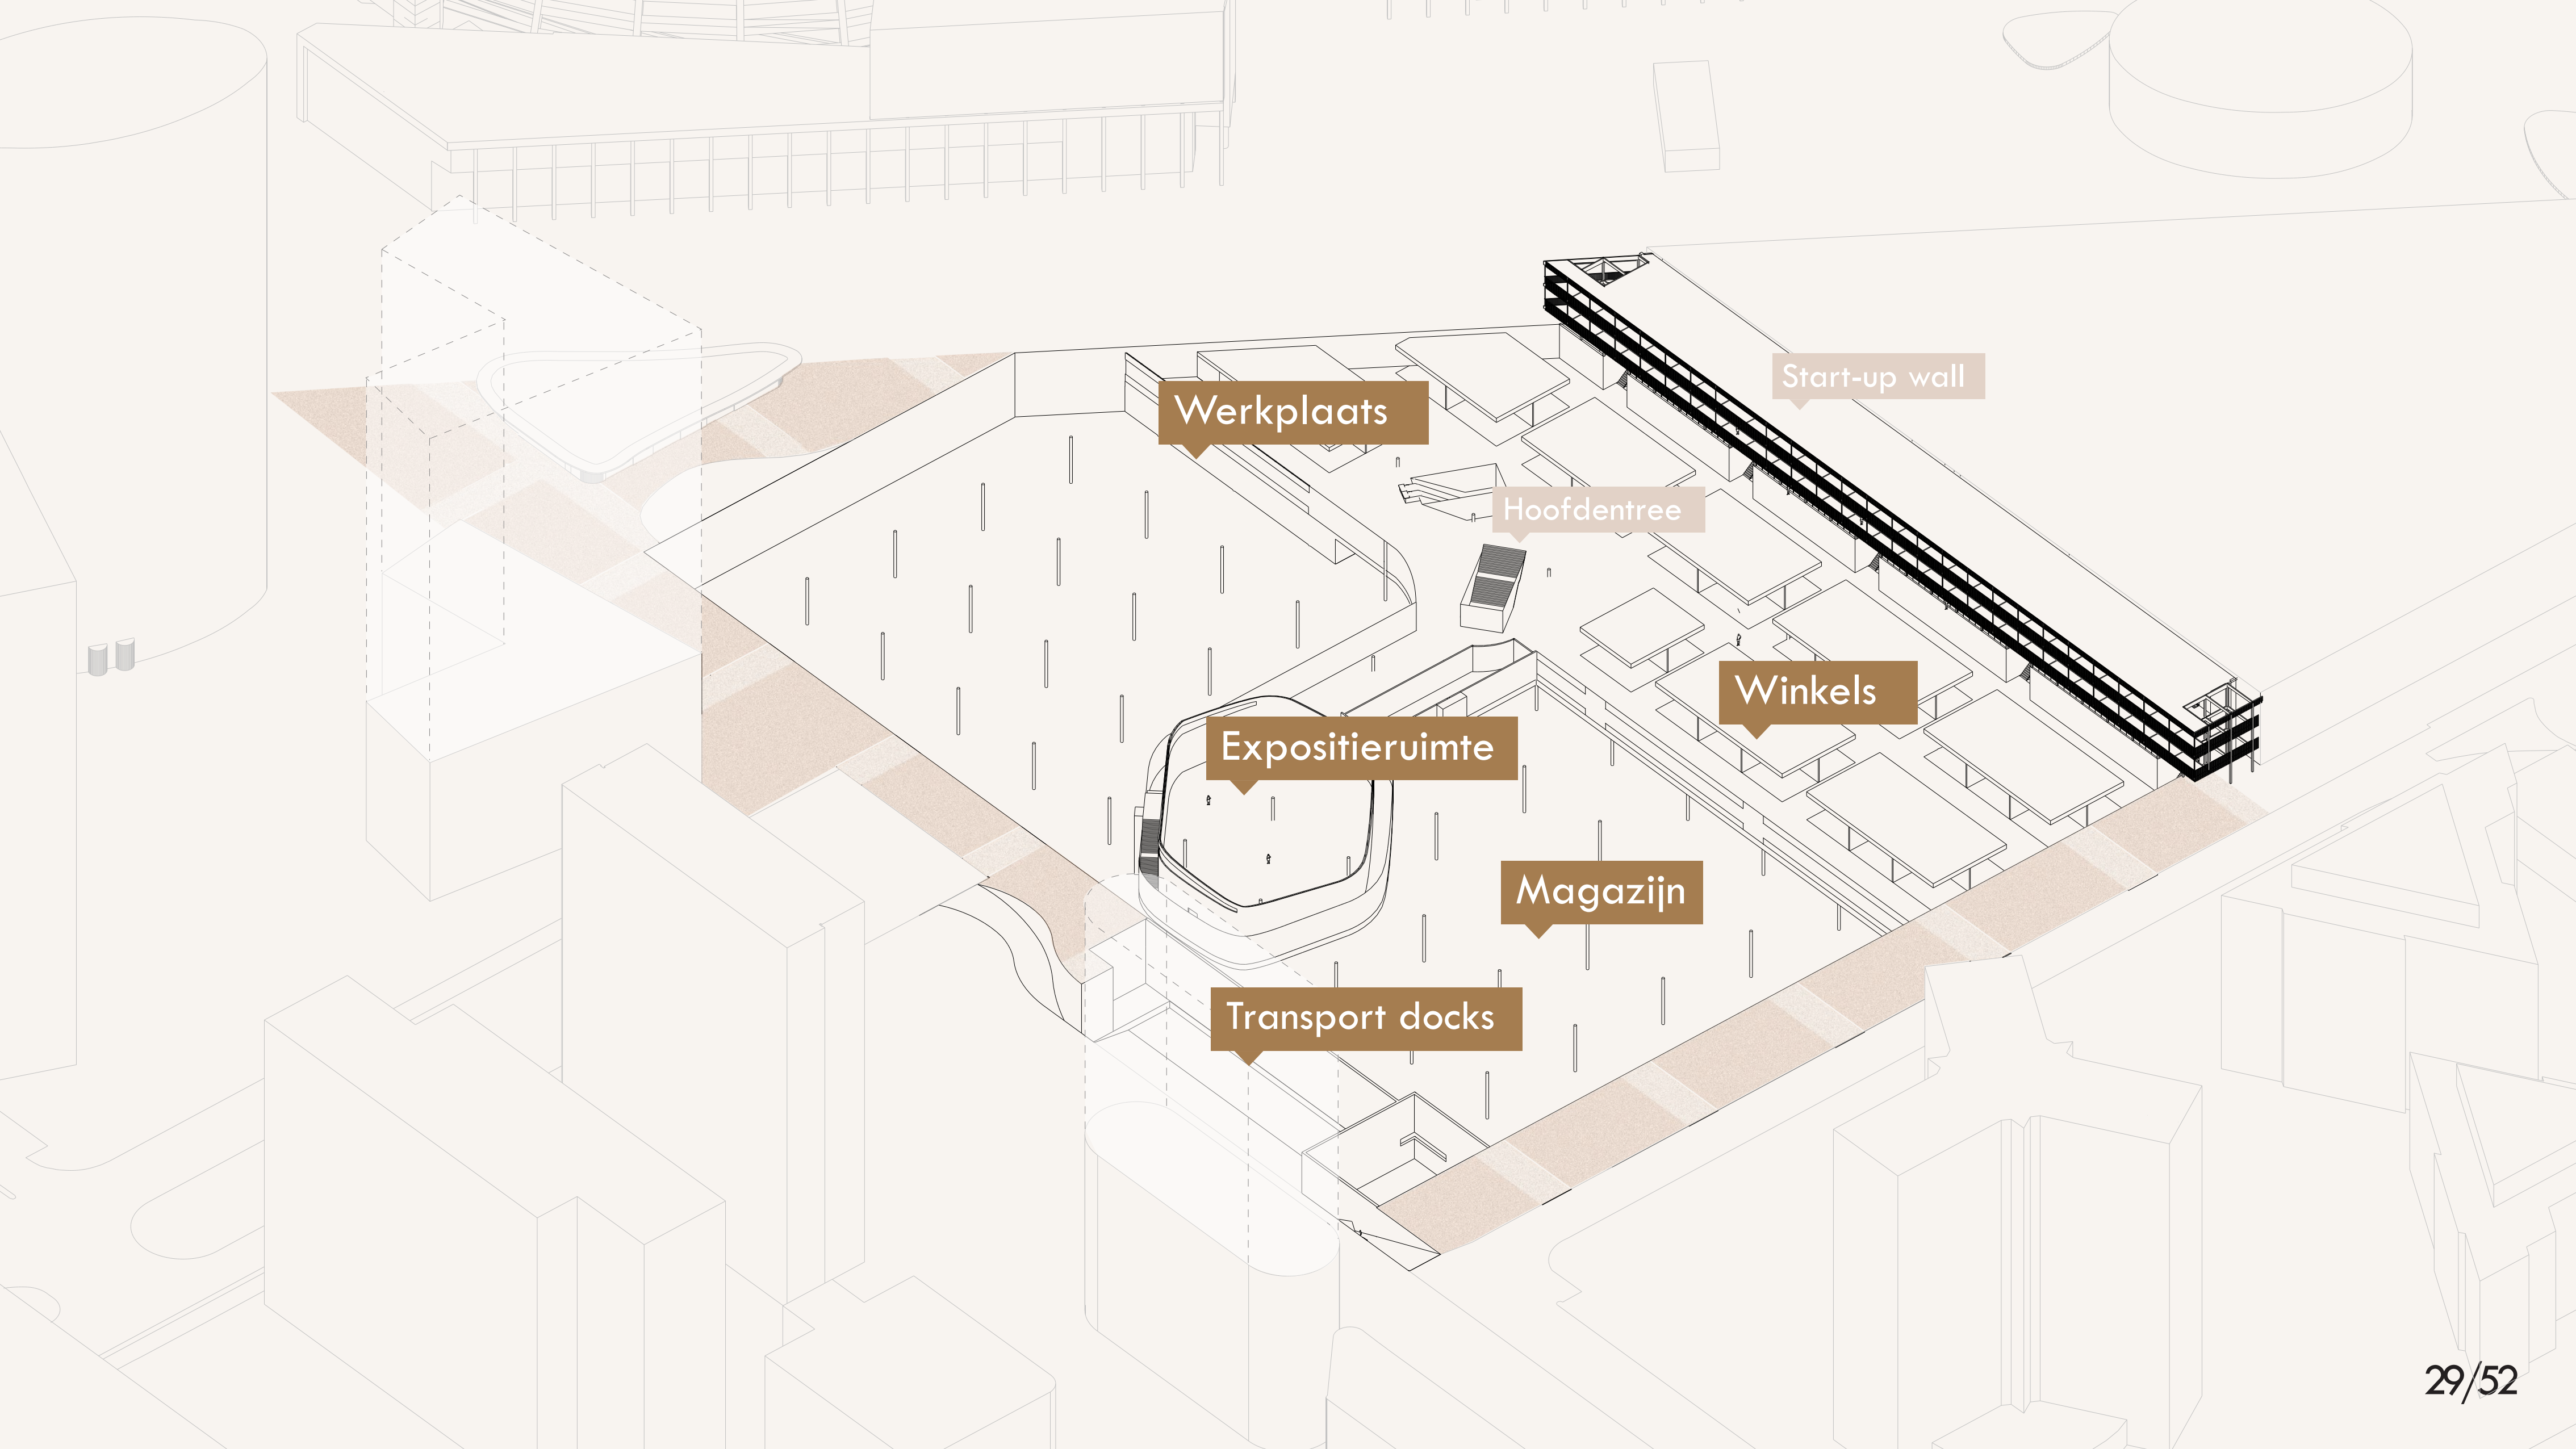 Start-up wall
Werkplaats
Hoofdentree
Winkels
Expositieruimte
Magazijn
Transport docks
29/52